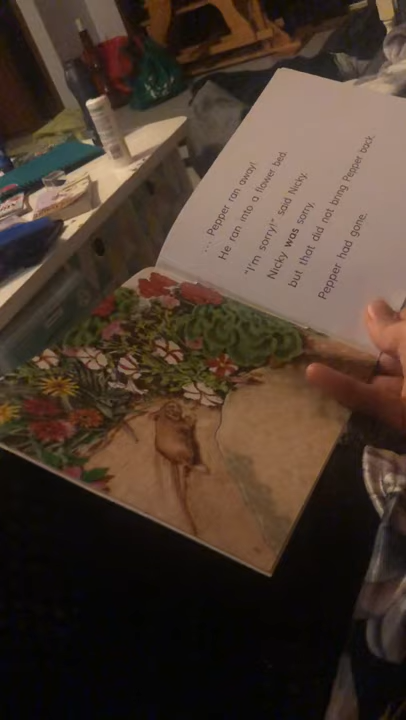 ... Pepper ran away!
He ran into a flower bed.
"I'm sorry!" said Nicky.
Nicky was sorry,
but that did not bring Pepper back.
Pepper had gone.